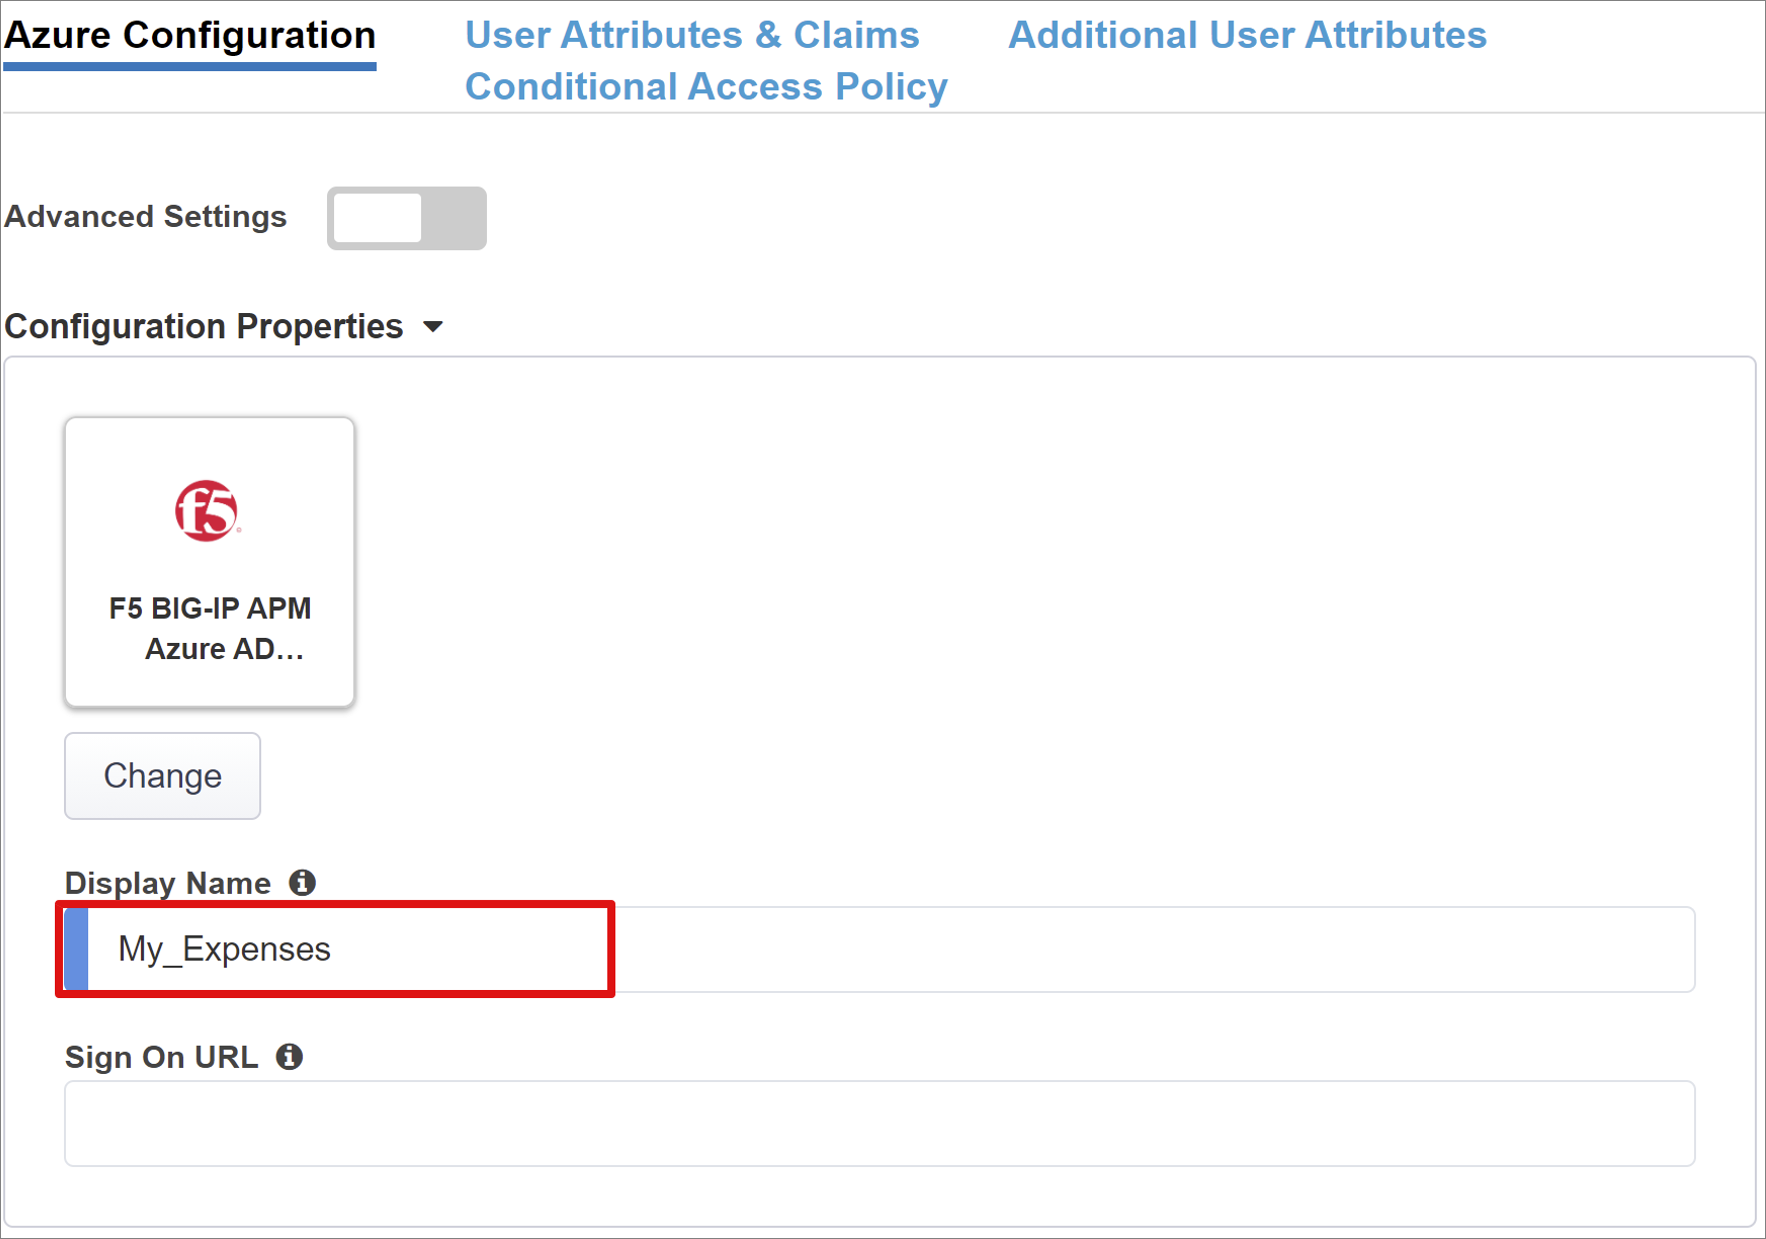 Azure Configuration
User Attributes & Claims
Additional User Attributes
Conditional Access Policy
Advanced Settings
Configuration Properties
f5
F5 BIG-IP APM
Azure AD...
Change
Display Name
My_Expenses
Sign On URL